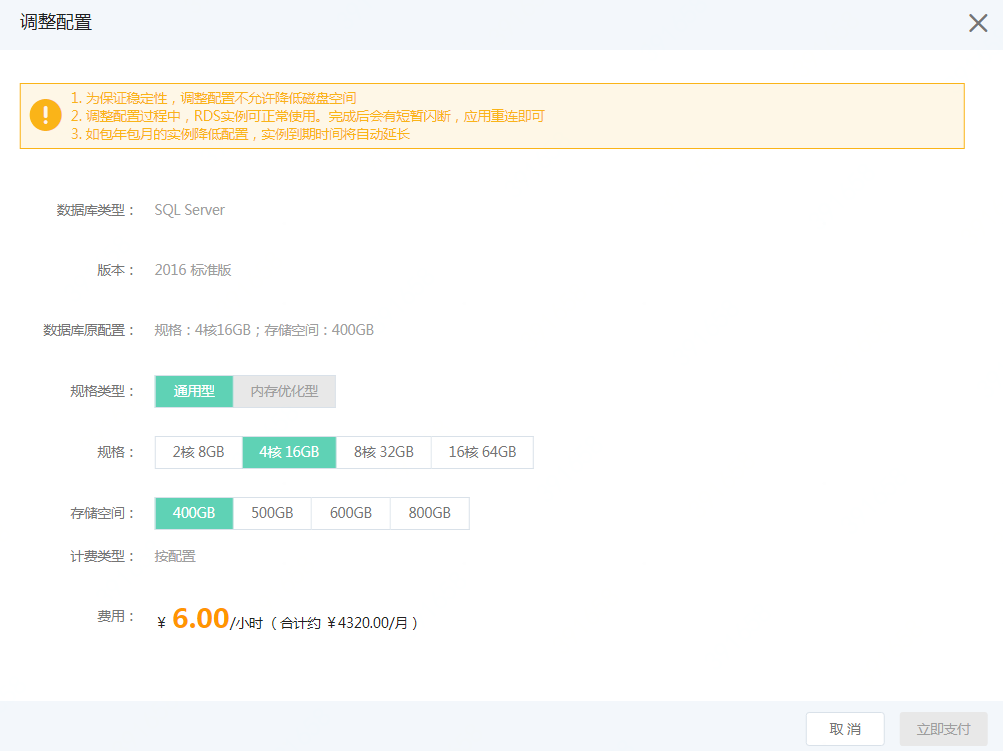 调整配置
1. 为保证稳定性，调整配置不允许降低磁盘空间
2. 调整配置过程中，RDS实例可正常使用。完成后会有短暂闪断，应用重连即可
3. 如包年包月的实例降低配置，实例到期时间将自动延长
数据库类型： SQL Server
版本： 2016 标准版
数据库原配置： 规格：4核16GB；存储空间：400GB
规格类型： 通用型 内存优化型
规格： 2核 8GB 4核 16GB 8核 32GB 16核 64GB
存储空间： 400GB 500GB 600GB 800GB
计费类型： 按配置
费用： ￥ 6.00/小时（ 合计约 ￥4320.00/月 ）
取 消 立即支付